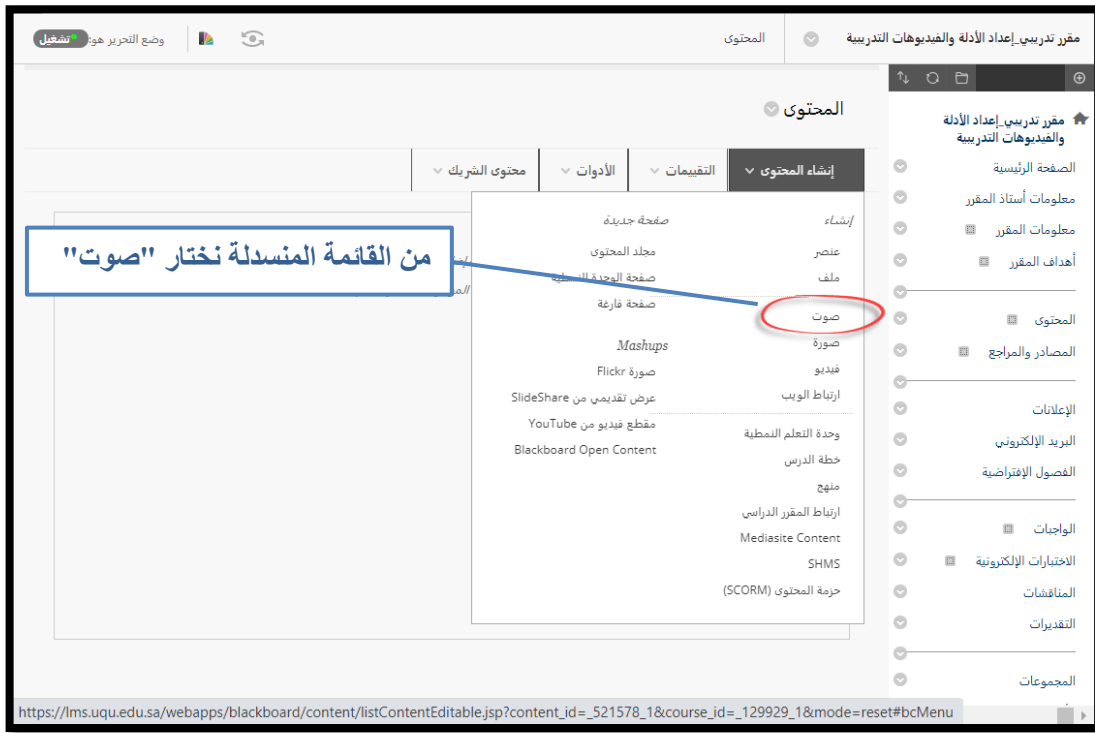 مقرر تدريبي_إعداد الأدلة والفيديوهات التدريبية
المحتوى
وضع التحرير هو: تشغيل
مقرر تدريبي_إعداد الأدلة
والفيديوهات التدريبية
الصفحة الرئيسية
معلومات أستاذ المقرر
معلومات المقرر
أهداف المقرر
المحتوى
المصادر والمراجع
الإعلانات
البريد الإلكتروني
الفصول الإفتراضية
الواجبات
الاختبارات الإلكترونية
المناقشات
التقديرات
المجموعات
المحتوى
إنشاء المحتوى
التقييمات
الأدوات
محتوى الشريك
إنشاء
عنصر
ملف
صوت
صورة
فيديو
ارتباط الويب
وحدة التعلم النمطية
خطة الدرس
منهج
ارتباط المقرر الدراسي
Mediasite Content
SHMS
حزمة المحتوى (SCORM)
صفحة جديدة
مجلد المحتوى
صفحة الوحدة النمطية
صفحة فارغة
Mashups
صورة Flickr
عرض تقديمي من SlideShare
مقطع فيديو من YouTube
Blackboard Open Content
من القائمة المنسدلة نختار "صوت"
https://lms.uqu.edu.sa/webapps/blackboard/content/listContentEditable.jsp?content_id=_521578_1&course_id=_129929_1&mode=reset#bcMenu